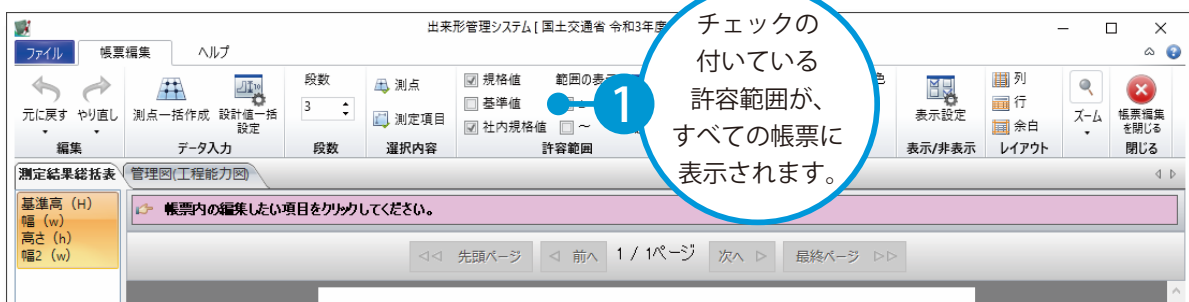 出来形管理システム [ 国土交通省 令和3年度
ファイル 帳票編集 ヘルプ
元に戻す やり直し
編集
測点一括作成 設計値一括
設定
データ入力
段数
3
段数
測点
測定項目
選択内容
規格値 範囲の表
基準値
社内規格値 ～
許容範囲
色
表示設定
表示/非表示
列
行
余白
レイアウト
ズーム
帳票編集
を閉じる
閉じる
1
チェックの
付いている
許容範囲が、
すべての帳票に
表示されます。
測定結果総括表 管理図(工程能力図)
基準高 (H)
幅 (w)
高さ (h)
幅2 (w)
帳票内の編集したい項目をクリックしてください。
先頭ページ 前へ 1 / 1ページ 次へ 最終ページ